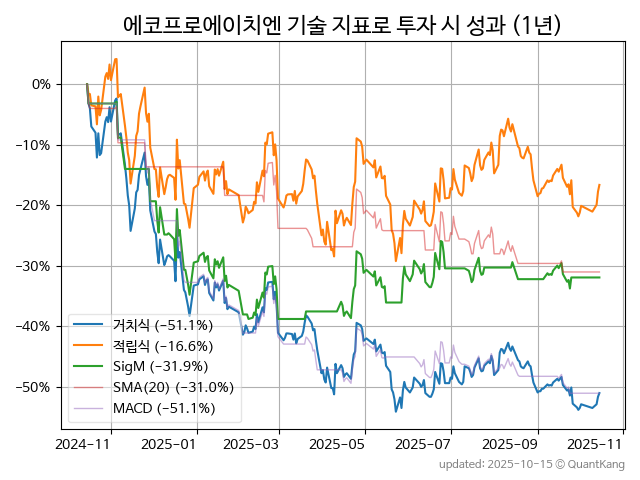 에코프로에이치엔 기술 지표로 투자 시 성과 (1년)
0%
−10%
−20%
−30%
−40%
−50%
거치식 (−51.1%)
적립식 (−16.6%)
SigM (−31.9%)
SMA(20) (−31.0%)
MACD (−51.1%)
2024−11
2025−01
2025−03
2025−05
2025−07
2025−09
2025−11
updated: 2025-10-15 © QuantKang